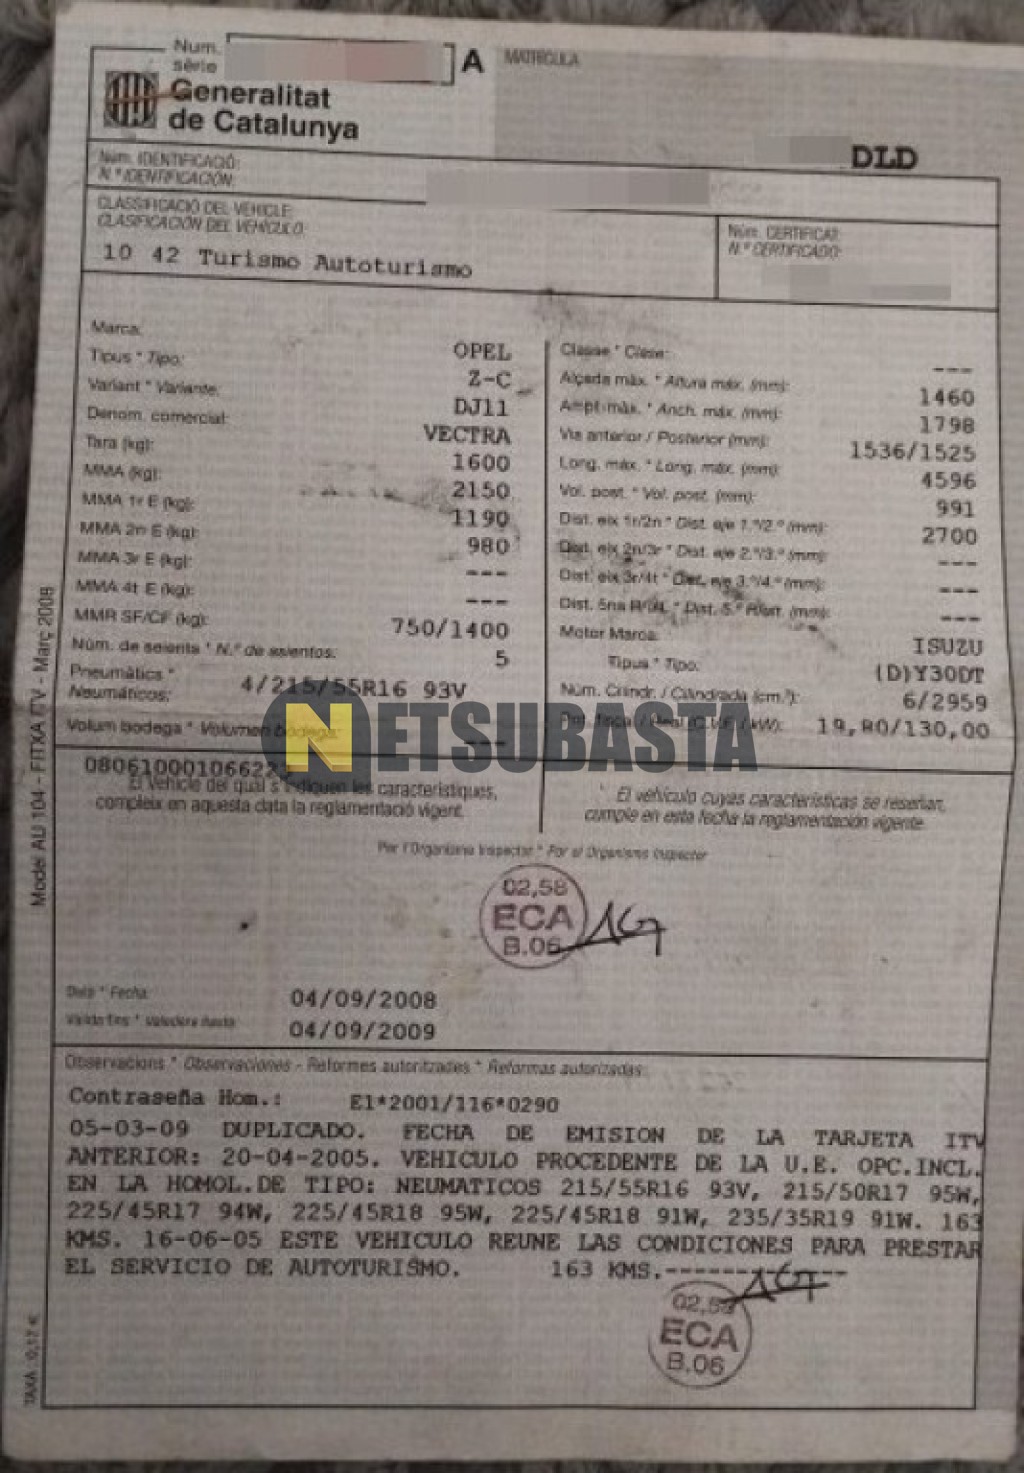 Núm.
sèrie
A
MATRÍCULA
Generalitat
de Catalunya
DLD
Núm. IDENTIFICACIÓ:
N.º IDENTIFICACIÓN:
CLASSIFICACIÓ DEL VEHICLE:
CLASIFICACIÓN DEL VEHÍCULO:
10 42 Turismo Autoturismo
Núm. CERTIFICAT:
N.º CERTIFICADO:
Marca: OPEL
Tipus * Tipo: Z-C
Variant * Variante: DJ11
Denom. comercial: VECTRA
Tara (kg): 1600
MMA (kg): 2150
MMA 1r E (kg): 1190
MMA 2n E (kg): 980
MMA 3r E (kg): ---
MMA 4t E (kg): ---
MMR SF/CF (kg): 750/1400
Núm. de seients * N.º de asientos: 5
Pneumàtics *
Neumáticos: 4/215/55R16 93V
Volum bodega * Volumen bodega: ---
Classe * Clase: ---
Alçada màx. * Altura máx. (mm): 1460
Ampl. màx. * Anch. máx. (mm): 1798
Via anterior / Posterior (mm): 1536/1525
Long. màx. * Long. máx. (mm): 4596
Vol. post. * Vol. post. (mm): 991
Dist. eix 1r/2n * Dist. eje 1.º/2.º (mm): 2700
Dist. eix 2n/3r * Dist. eje 2.º/3.º (mm): ---
Dist. eix 3r/4t * Dist. eje 3.º/4.º (mm): ---
Dist. 5na R/últ. * Dist. 5.ª R/últ. (mm): ---
Motor Marca: ISUZU
Tipus * Tipo: (D)Y30DT
Núm. Cilindr. / Cilindrada (cm.³): 6/2959
Pot. fiscal / Real (C.V.F. / kW): 19,80/130,00
NETSUBASTA
El vehicle del qual s'indiquen les característiques,
compleix en aquesta data la reglamentació vigent.
El vehículo cuyas características se reseñan,
cumple en esta fecha la reglamentación vigente.
Per l'Organisme Inspector * Por el Organismo Inspector
02,58
ECA
B.06
Data * Fecha: 04/09/2008
Vàlida fins * Valedera hasta: 04/09/2009
Observacions * Observaciones - Reformes autoritzades * Reformas autorizadas:
Contraseña Hom.: E1*2001/116*0290
05-03-09 DUPLICADO. FECHA DE EMISION DE LA TARJETA ITV
ANTERIOR: 20-04-2005. VEHICULO PROCEDENTE DE LA U.E. OPC.INCL.
EN LA HOMOL.DE TIPO: NEUMATICOS 215/55R16 93V, 215/50R17 95W,
225/45R17 94W, 225/45R18 95W, 225/45R18 91W, 235/35R19 91W. 163
KMS. 16-06-05 ESTE VEHICULO REUNE LAS CONDICIONES PARA PRESTAR
EL SERVICIO DE AUTOTURISMO. 163 KMS.--------------
02,58
ECA
B.06
Model AU 104 - FITXA ITV - Març 2008
TAXA: 0,17 €